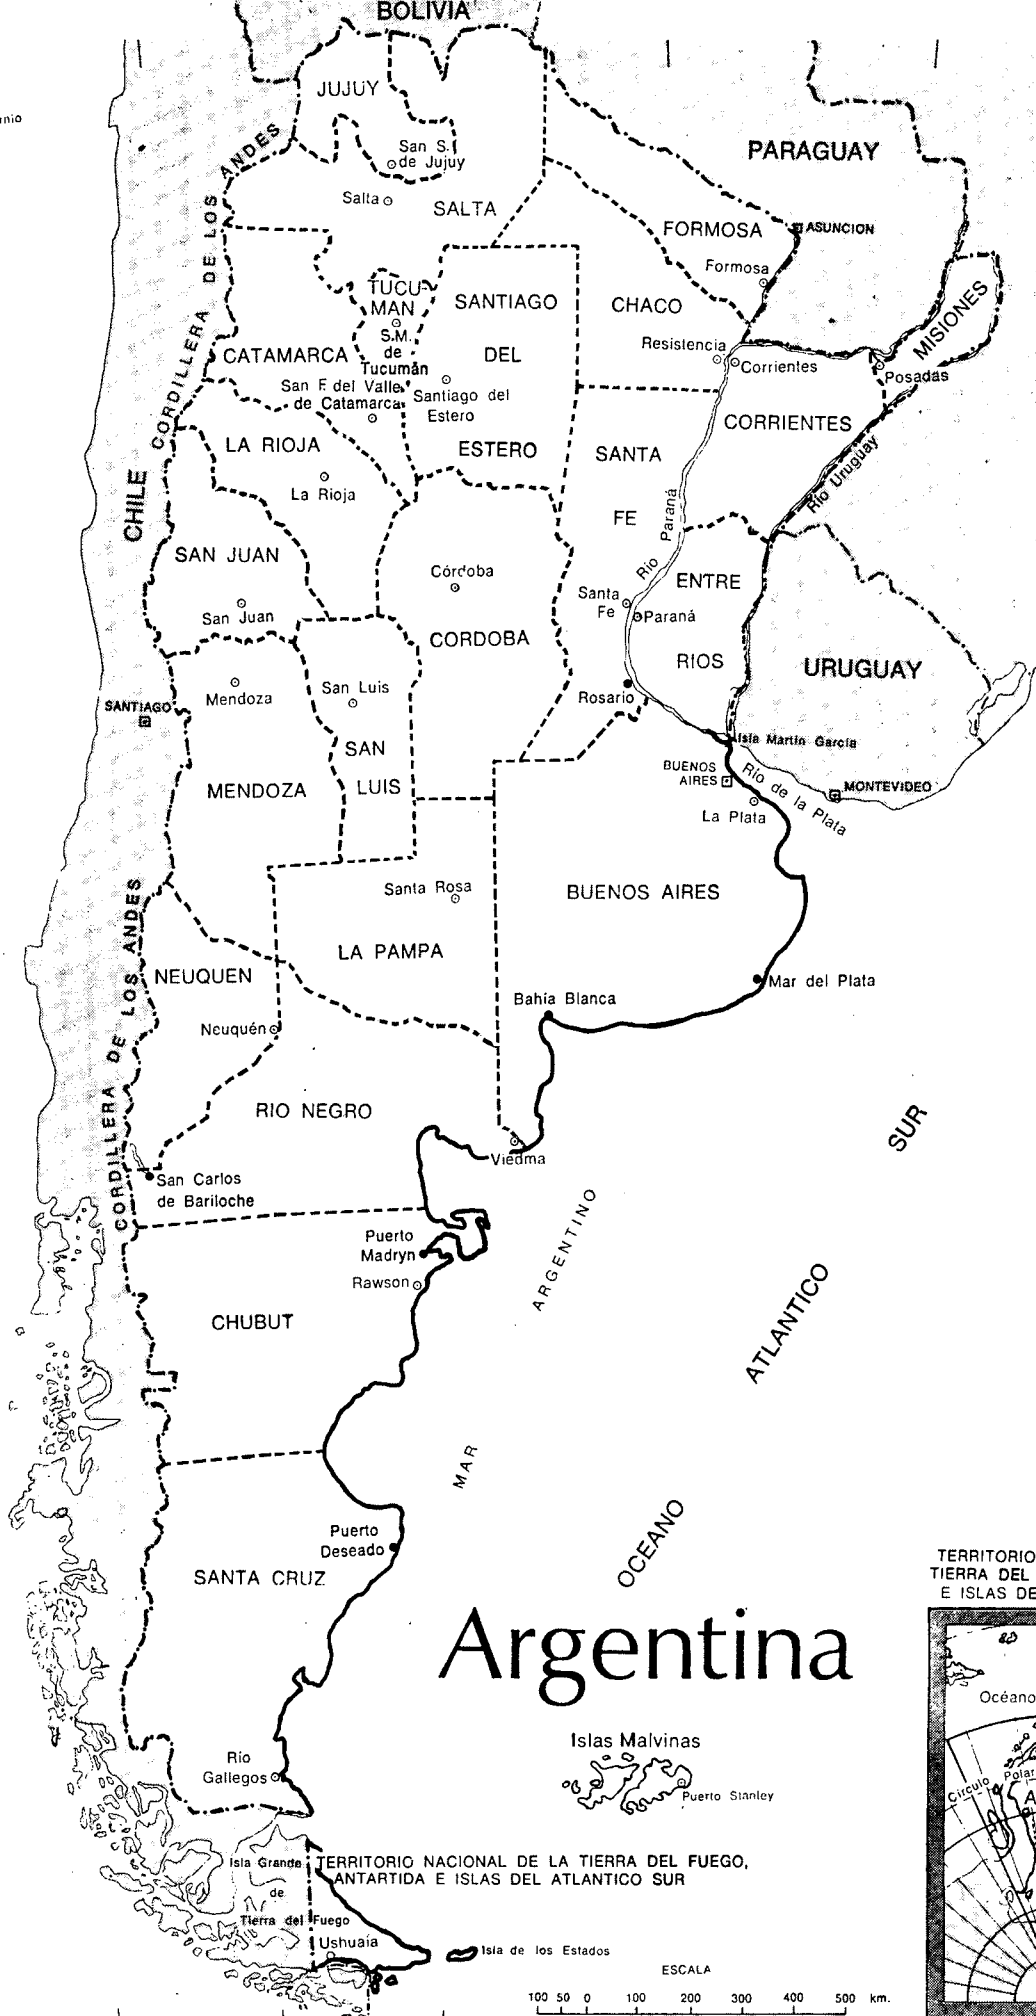 BOLIVIA
JUJUY
San S.
de Jujuy
PARAGUAY
CORDILLERA DE LOS ANDES
Salta
SALTA
FORMOSA
ASUNCION
Formosa
TUCU-
MAN
SANTIAGO
CHACO
MISIONES
S.M.
de
Tucumán
Resistencia
CATAMARCA
DEL
Corrientes
Posadas
San F. del Valle
de Catamarca
Santiago del
Estero
CORRIENTES
LA RIOJA
ESTERO
SANTA
Río Uruguay
La Rioja
CHILE
FE
Río Paraná
SAN JUAN
Córdoba
ENTRE
San Juan
Santa
Fe
Paraná
CORDOBA
RIOS
URUGUAY
Mendoza
San Luis
Rosario
SANTIAGO
SAN
Isla Martín García
BUENOS
AIRES
Río de la Plata
MENDOZA
LUIS
MONTEVIDEO
La Plata
Santa Rosa
BUENOS AIRES
CORDILLERA DE LOS ANDES
LA PAMPA
NEUQUEN
Mar del Plata
Bahía Blanca
Neuquén
RIO NEGRO
SUR
Viedma
San Carlos
de Bariloche
ARGENTINO
Puerto
Madryn
Rawson
ATLANTICO
CHUBUT
MAR
OCEANO
Puerto
Deseado
TERRITORIO
TIERRA DEL
E ISLAS DE
SANTA CRUZ
Argentina
Océano
Islas Malvinas
Río
Gallegos
Puerto Stanley
Círculo
Polar
A
Isla Grande
de
Tierra del Fuego
TERRITORIO NACIONAL DE LA TIERRA DEL FUEGO,
ANTARTIDA E ISLAS DEL ATLANTICO SUR
Ushuaia
Isla de los Estados
ESCALA
100 50 0 100 200 300 400 500 km.